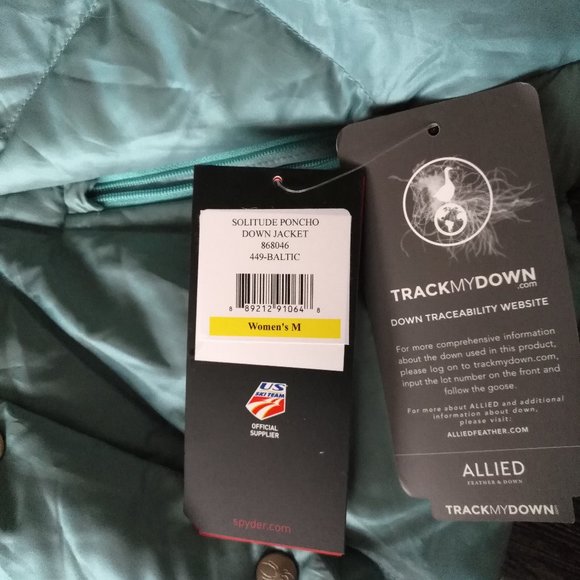 SOLITUDE PONCHO
DOWN JACKET
868046
449-BALTIC
8 89212 91064 8
Women's M
US
SKI TEAM
OFFICIAL
SUPPLIER
spyder.com
TRACKMYDOWN
.com
DOWN TRACEABILITY WEBSITE
For more comprehensive information
about the down used in this product,
please log on to trackmydown.com,
input the lot number on the front and
follow the goose.
For more about ALLIED and additional
information about down,
please visit:
ALLIEDFEATHER.COM
ALLIED
FEATHER & DOWN
TRACKMYDOWN